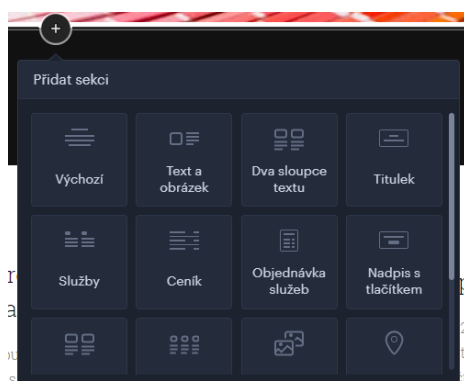 Přidat sekci
Výchozí
Text a
obrázek
Dva sloupce
textu
Titulek
Služby
Ceník
Objednávka
služeb
Nadpis s
tlačítkem